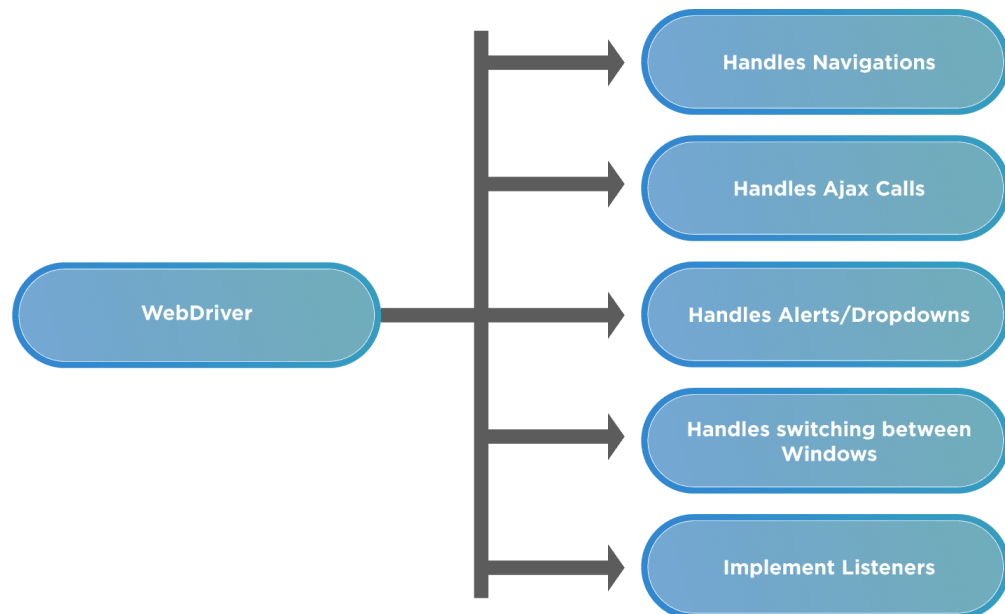 Handles Navigations
Handles Ajax Calls
WebDriver
Handles Alerts/Dropdowns
Handles switching between
Windows
Implement Listeners